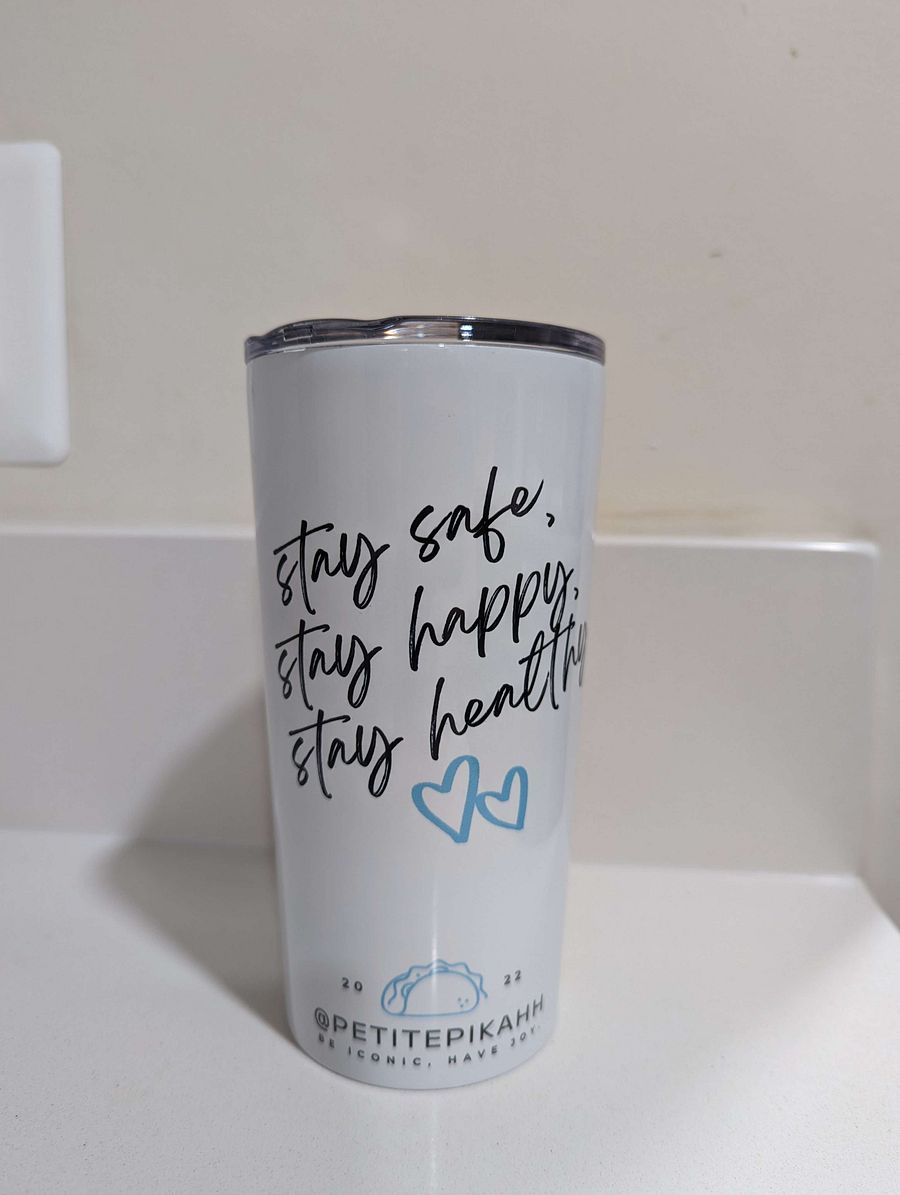 stay safe,
stay happy,
stay healthy
20 22
@PETITEPIKAHH
BE ICONIC, HAVE JOY.